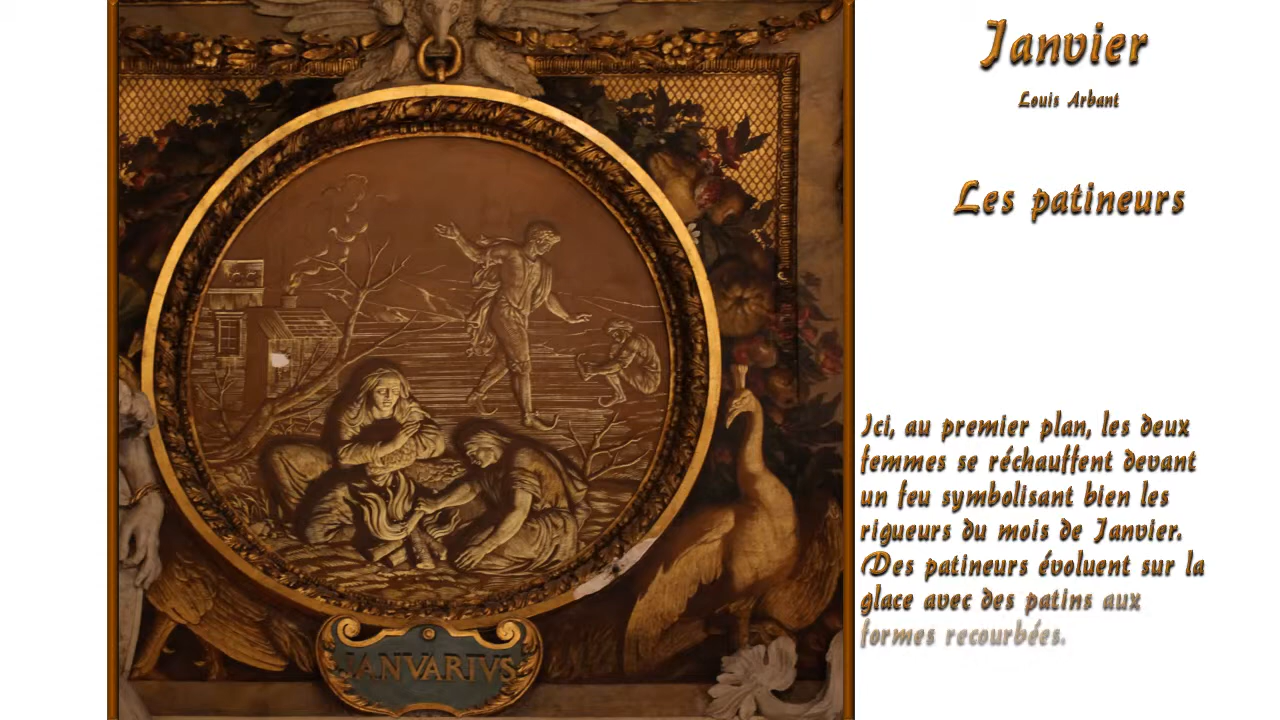 Janvier
Louis Arbant
Les patineurs
Ici, au premier plan, les deux
femmes se réchauffent devant
un feu symbolisant bien les
rigueurs du mois de Janvier.
Des patineurs évoluent sur la
glace avec des patins aux
formes recourbées.
IANVARIVS